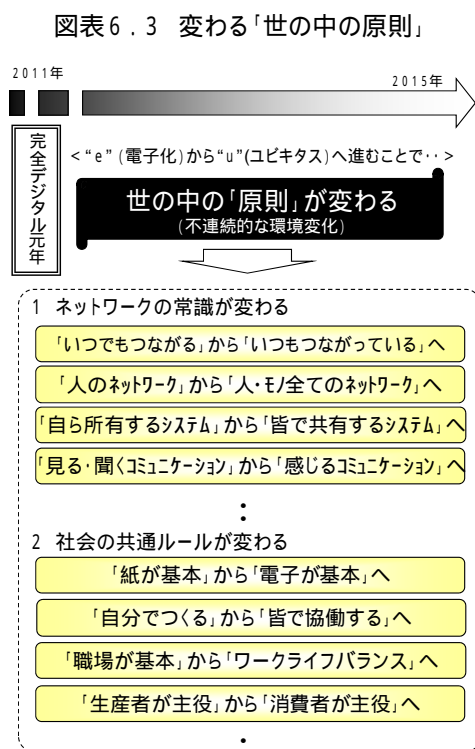 図表6.3 変わる「世の中の原則」
2011年
2015年
完全デジタル元年
<“e”(電子化)から“u”(ユビキタス)へ進むことで‥>
世の中の「原則」が変わる
(不連続的な環境変化)
1 ネットワークの常識が変わる
「いつでもつながる」から「いつもつながっている」へ
「人のネットワーク」から「人・モノ全てのネットワーク」へ
「自ら所有するシステム」から「皆で共有するシステム」へ
「見る・聞くコミュニケーション」から「感じるコミュニケーション」へ
:
2 社会の共通ルールが変わる
「紙が基本」から「電子が基本」へ
「自分でつくる」から「皆で協働する」へ
「職場が基本」から「ワークライフバランス」へ
「生産者が主役」から「消費者が主役」へ